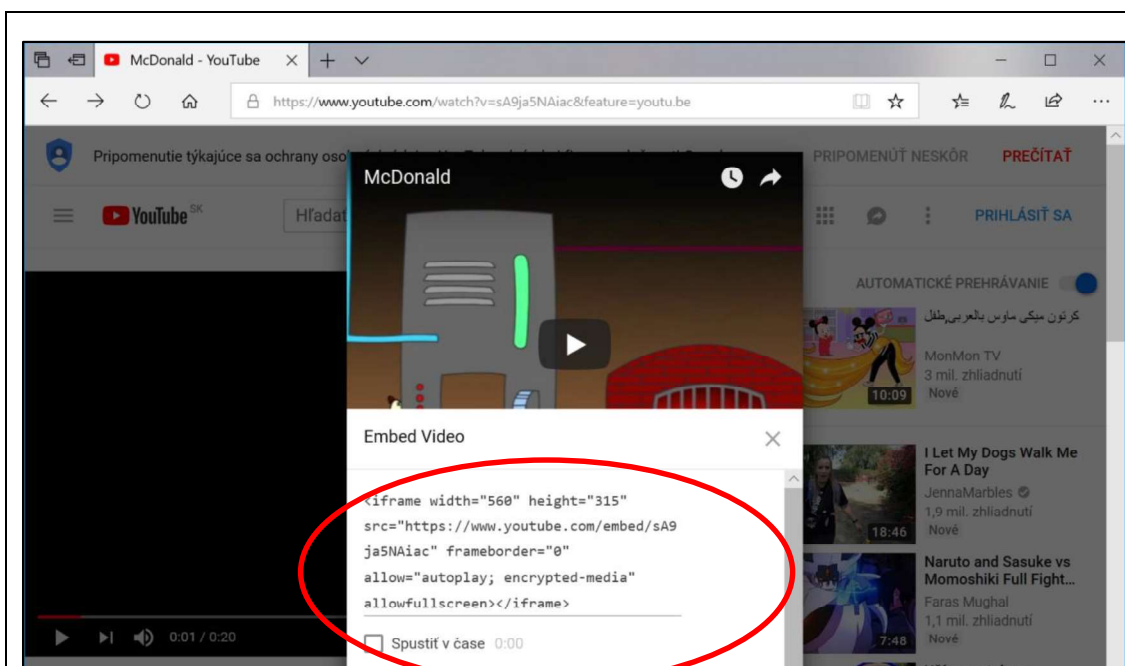 McDonald - YouTube
https://www.youtube.com/watch?v=sA9ja5NAiac&feature=youtu.be
Pripomenutie týkajúce sa ochrany
PRIPOMENÚŤ NESKÔR
PREČÍTAŤ
McDonald
YouTube SK
Hľadať
PRIHLÁSIŤ SA
AUTOMATICKÉ PREHRÁVANIE
كرتون ميكي ماوس بالعربي,طفل
MonMon TV
3 mil. zhliadnutí
10:09
Nové
Embed Video
<iframe width="560" height="315"
src="https://www.youtube.com/embed/sA9
ja5NAiac" frameborder="0"
allow="autoplay; encrypted-media"
allowfullscreen></iframe>
Spustiť v čase 0:00
I Let My Dogs Walk Me
For A Day
JennaMarbles
1,9 mil. zhliadnutí
18:46
Nové
Naruto and Sasuke vs
Momoshiki Full Fight...
Faras Mughal
1,1 mil. zhliadnutí
7:48
Nové
0:01 / 0:20